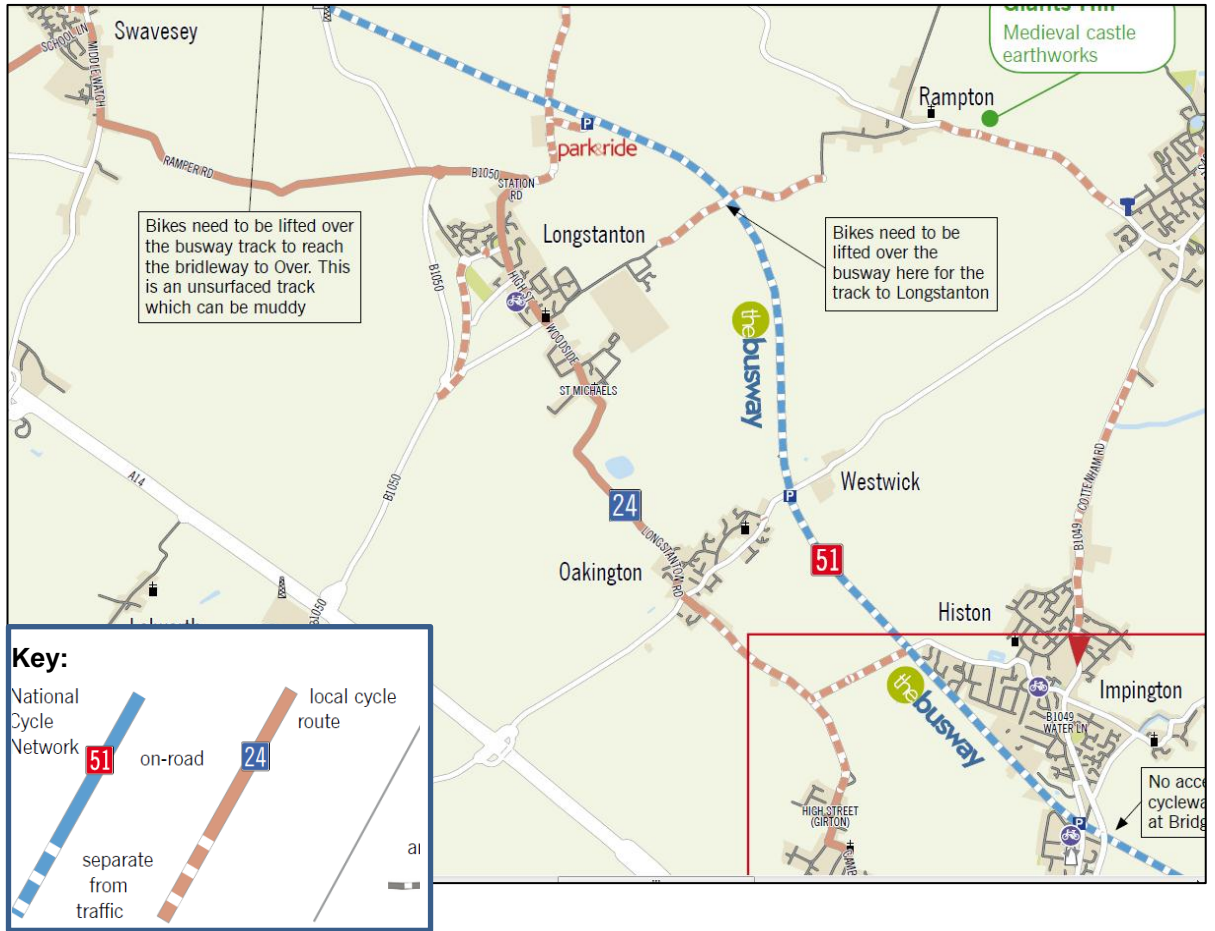 Giants Hill
Medieval castle
earthworks
Swavesey
SCHOOL LN
MIDDLE WATCH
Rampton
P
park&ride
RAMPER RD
B1050
STATION
RD
Bikes need to be lifted over
the busway track to reach
the bridleway to Over. This
is an unsurfaced track
which can be muddy
Longstanton
Bikes need to be
lifted over the
busway here for the
track to Longstanton
B1050
HIGH ST
WOODSIDE
the busway
ST MICHAELS
B1049 COTTENHAM RD
A14
B1050
24
Westwick
P
LONGSTANTON RD
Oakington
51
Histon
B1050
Key:
National
Cycle
Network
51
on-road
24
local cycle
route
separate
from
traffic
the busway
Impington
B1049
WATER LN
HIGH STREET
(GIRTON)
P
No acce
cyclewa
at Bridg